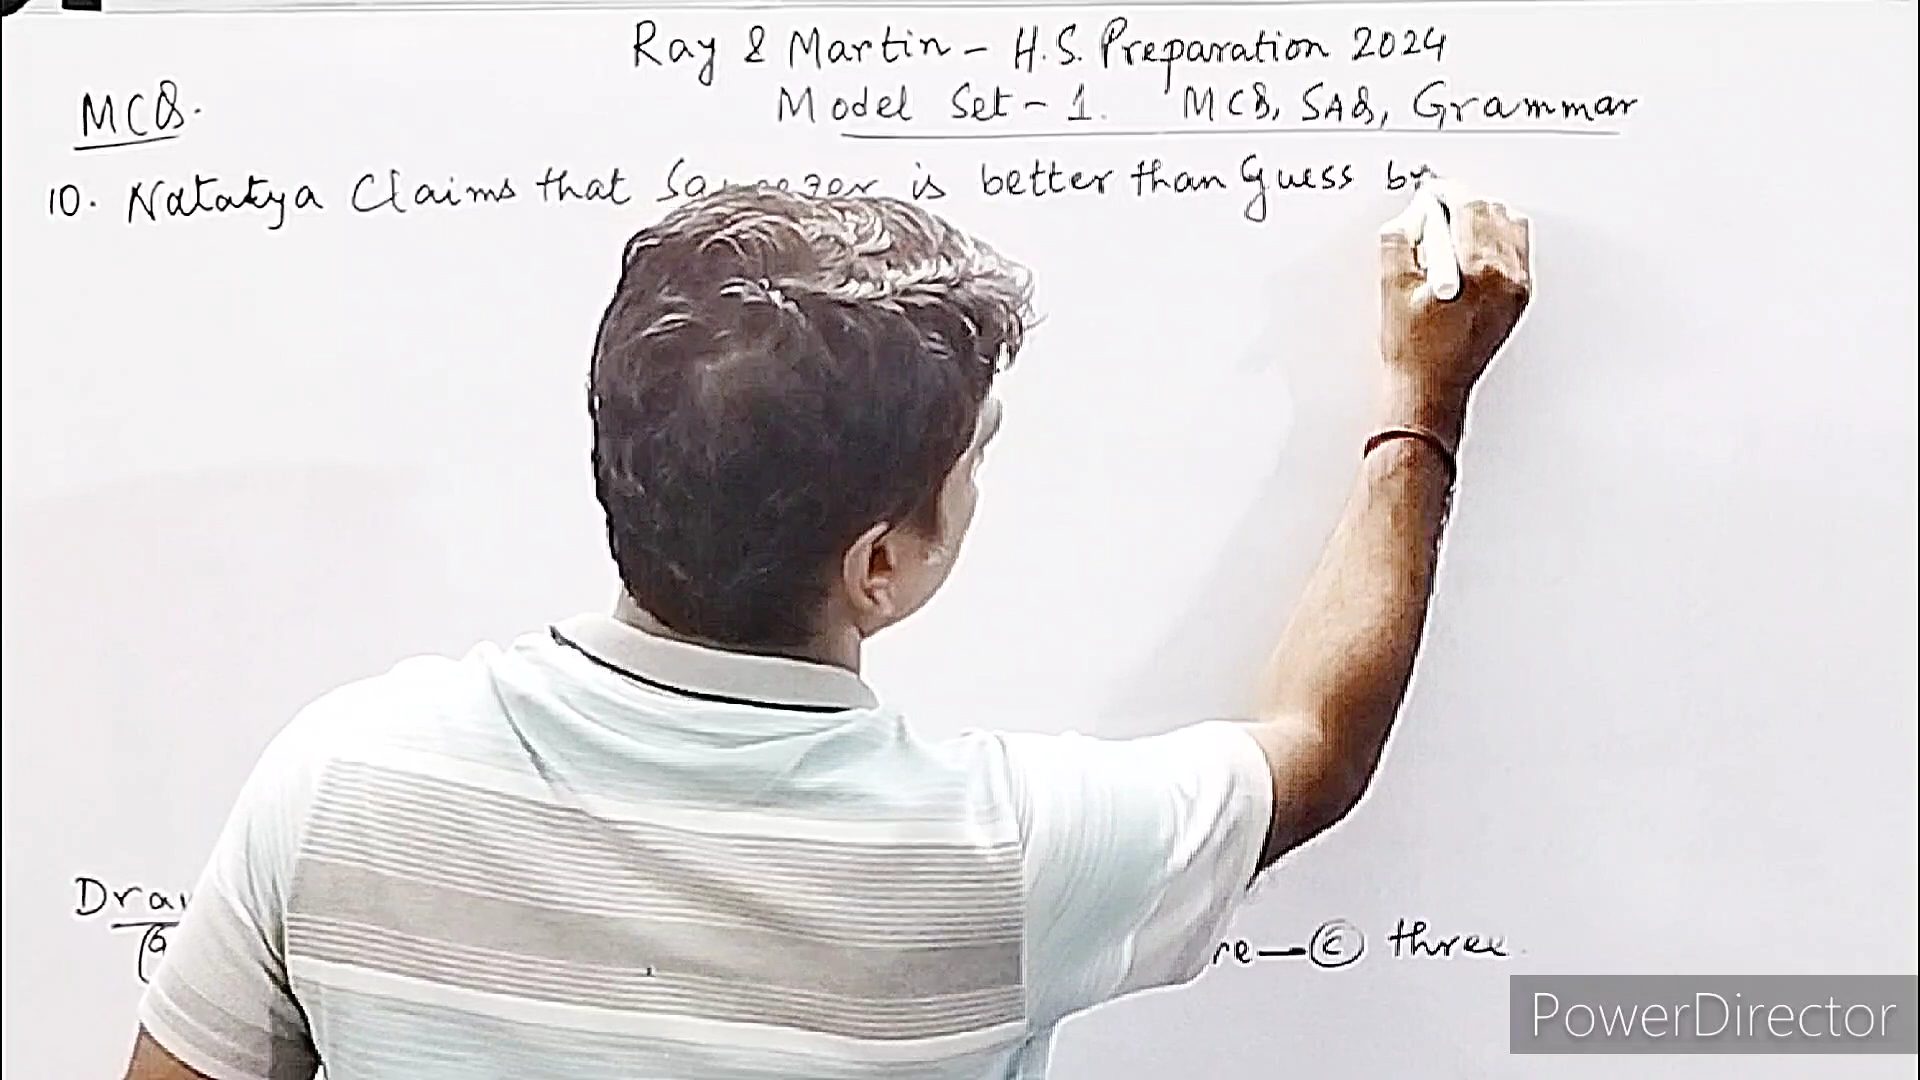 Ray & Martin - H.S. Preparation 2024
MCQ.
Model Set - 1. MCQ, SAQ, Grammar
10. Natalya Claims that is better than Guess by
Dra
re — (c) three
PowerDirector